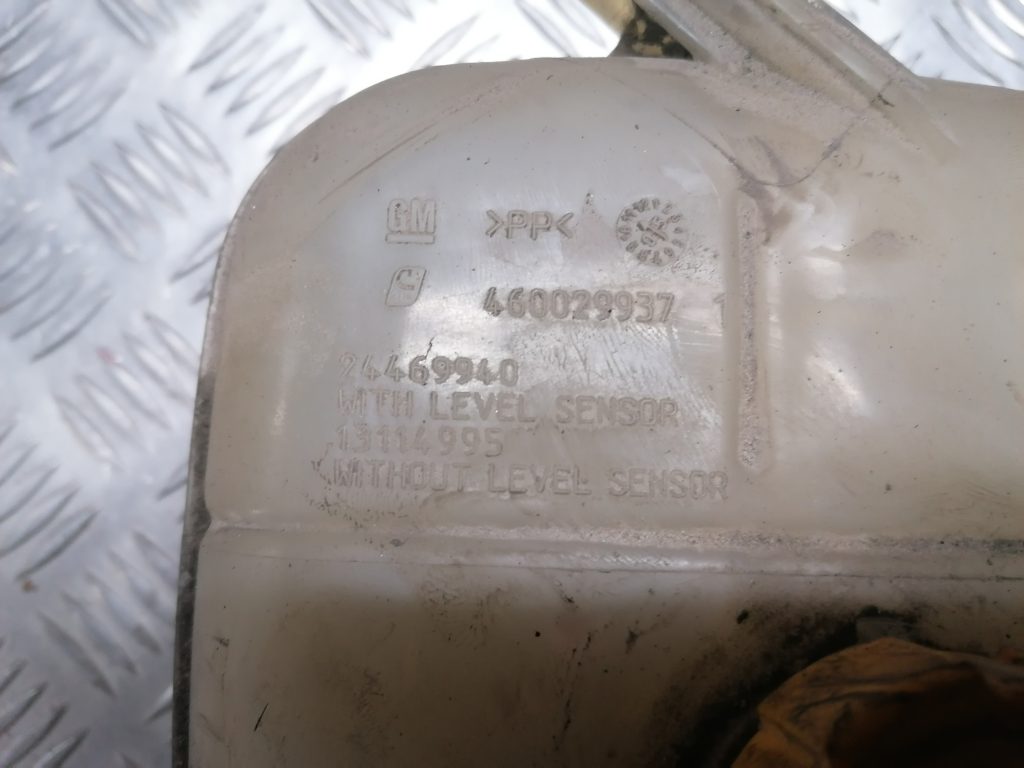 GM >PP<
460029937 1
24469940
WITH LEVEL SENSOR
13114995
WITHOUT LEVEL SENSOR